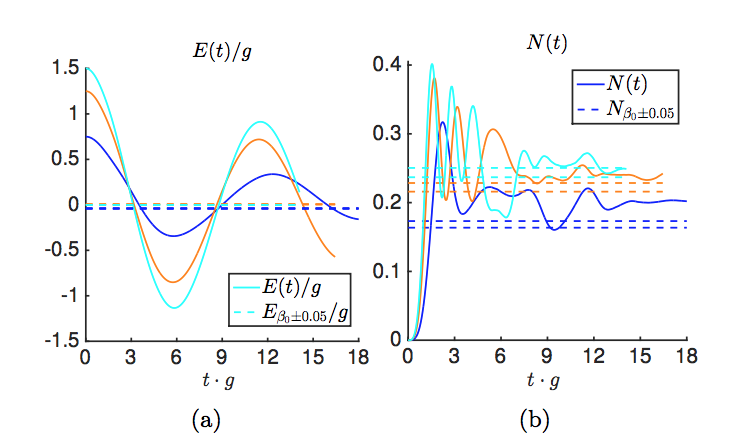 E(t)/g
1.5
1
0.5
0
-0.5
-1
-1.5
0 3 6 9 12 15 18
t · g
E(t)/g
E_{β₀±0.05}/g
(a)
N(t)
0.4
0.3
0.2
0.1
0
0 3 6 9 12 15 18
t · g
N(t)
N_{β₀±0.05}
(b)